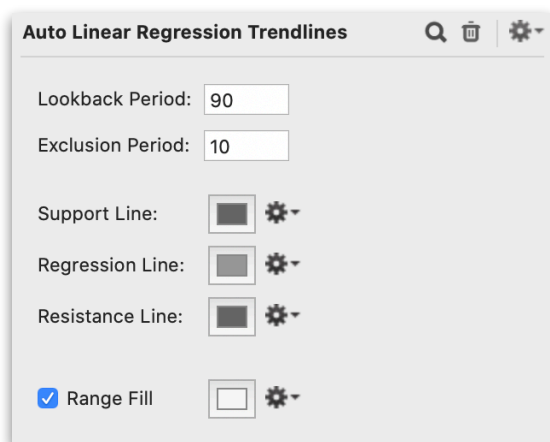 Auto Linear Regression Trendlines
Lookback Period: 90
Exclusion Period: 10
Support Line:
Regression Line:
Resistance Line:
Range Fill